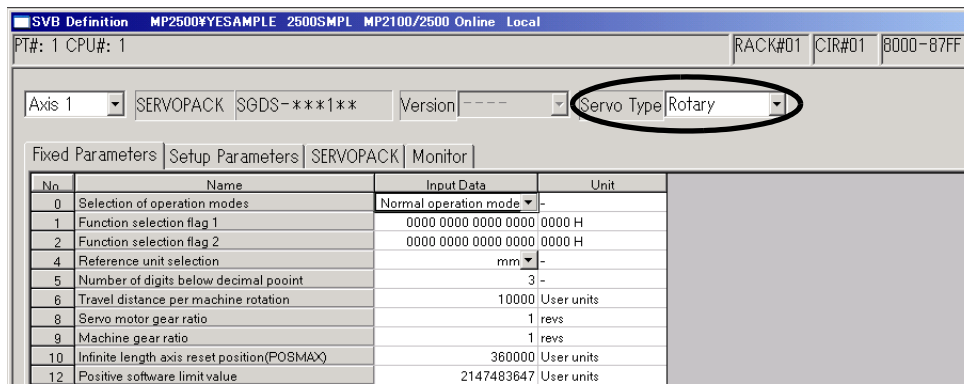 SVB Definition MP2500¥YESAMPLE 2500SMPL MP2100/2500 Online Local
PT#: 1 CPU#: 1 RACK#01 CIR#01 8000-87FF
Axis 1 SERVOPACK SGDS-***1** Version ---- Servo Type Rotary
Fixed Parameters Setup Parameters SERVOPACK Monitor
No Name Input Data Unit
0 Selection of operation modes Normal operation mode -
1 Function selection flag 1 0000 0000 0000 0000 0000 H
2 Function selection flag 2 0000 0000 0000 0000 0000 H
4 Reference unit selection mm -
5 Number of digits below decimal pooint 3 -
6 Travel distance per machine rotation 10000 User units
8 Servo motor gear ratio 1 revs
9 Machine gear ratio 1 revs
10 Infinite length axis reset position(POSMAX) 360000 User units
12 Positive software limit value 2147483647 User units